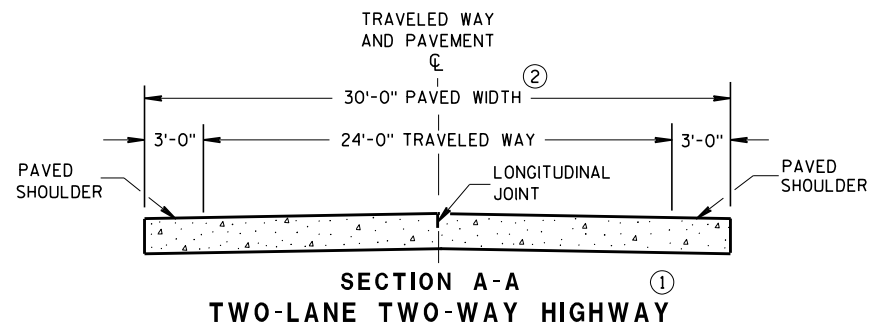 TRAVELED WAY
AND PAVEMENT
℄
30'-0" PAVED WIDTH ②
3'-0" 24'-0" TRAVELED WAY 3'-0"
PAVED
SHOULDER
LONGITUDINAL
JOINT
PAVED
SHOULDER
SECTION A-A ①
TWO-LANE TWO-WAY HIGHWAY